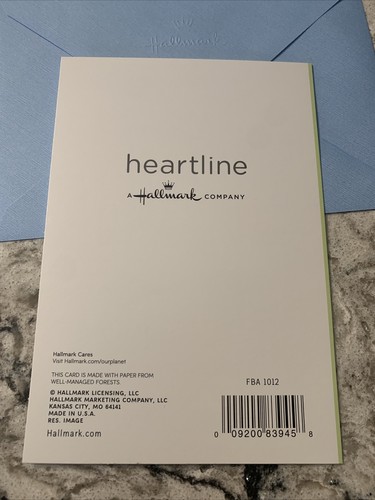 Hallmark
heartline
A Hallmark COMPANY
Hallmark Cares
Visit Hallmark.com/ourplanet
THIS CARD IS MADE WITH PAPER FROM
WELL-MANAGED FORESTS.
© HALLMARK LICENSING, LLC
HALLMARK MARKETING COMPANY, LLC
KANSAS CITY, MO 64141
MADE IN U.S.A.
RES. IMAGE
Hallmark.com
FBA 1012
0 09200 83945 8